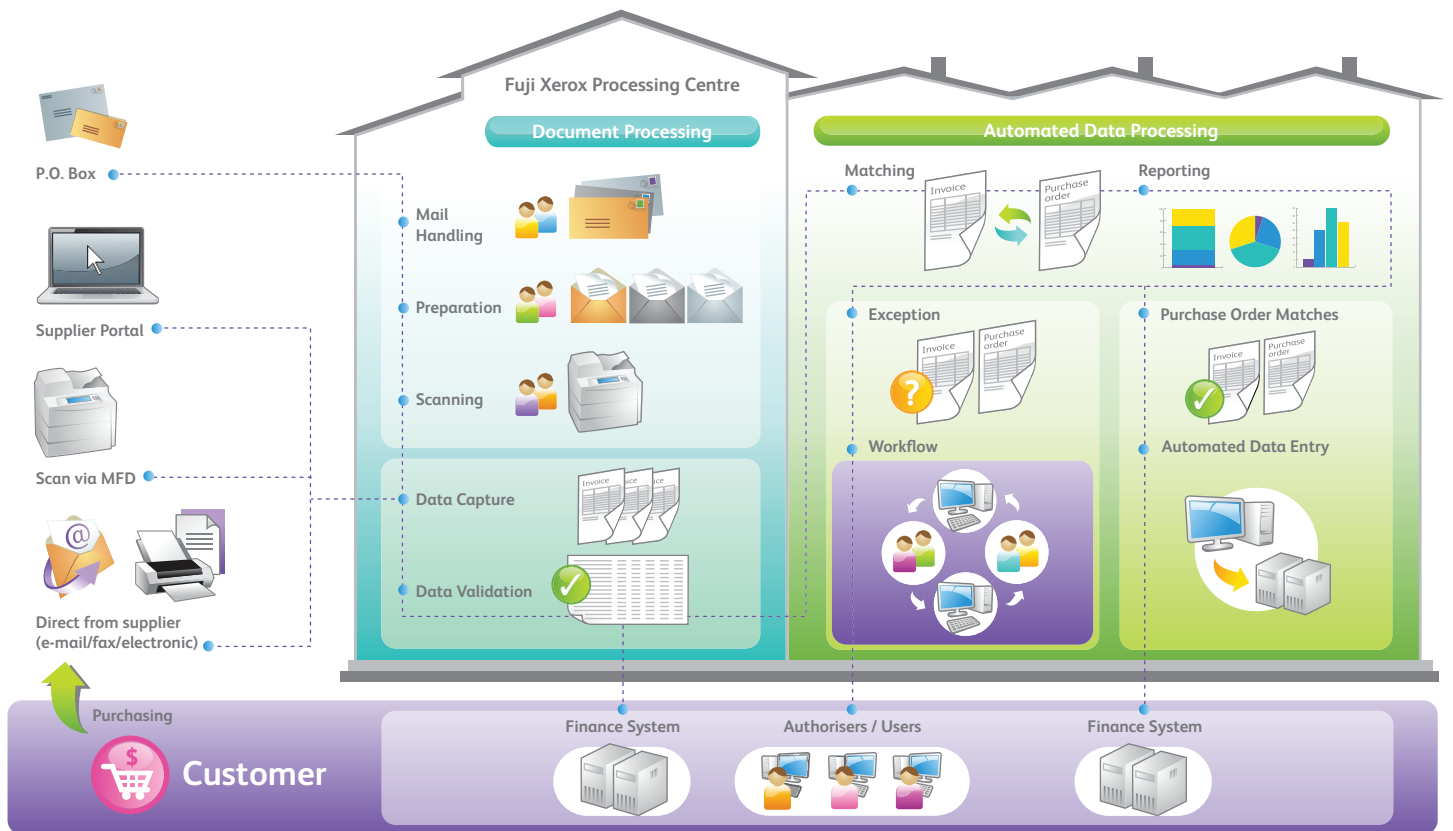 Fuji Xerox Processing Centre
Document Processing
Automated Data Processing
P.O. Box
Supplier Portal
Scan via MFD
@
Direct from supplier
(e-mail/fax/electronic)
Mail
Handling
Preparation
Scanning
Data Capture
Invoice
ice
ice
Data Validation
Matching
Invoice
Purchase
order
Reporting
Exception
Invoice
Purchase
order
?
Workflow
Purchase Order Matches
Invoice
Purchase
order
Automated Data Entry
Purchasing
$
Customer
Finance System
Authorisers / Users
Finance System